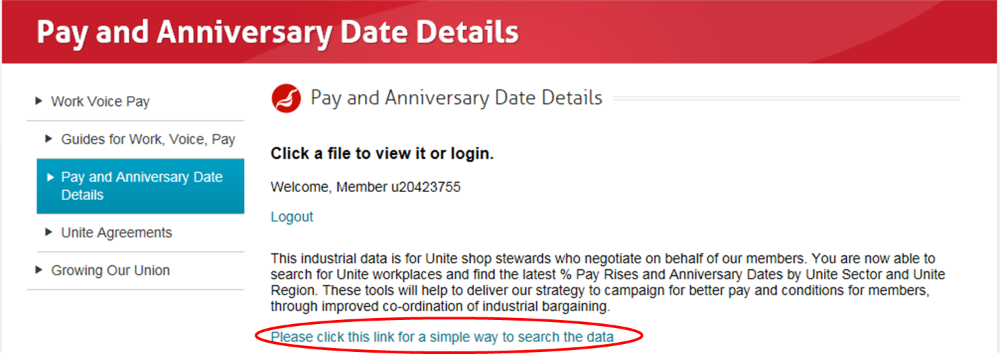 Pay and Anniversary Date Details
Work Voice Pay
Guides for Work, Voice, Pay
Pay and Anniversary Date
Details
Unite Agreements
Growing Our Union
Pay and Anniversary Date Details
Click a file to view it or login.
Welcome, Member u20423755
Logout
This industrial data is for Unite shop stewards who negotiate on behalf of our members. You are now able to
search for Unite workplaces and find the latest % Pay Rises and Anniversary Dates by Unite Sector and Unite
Region. These tools will help to deliver our strategy to campaign for better pay and conditions for members,
through improved co-ordination of industrial bargaining.
Please click this link for a simple way to search the data